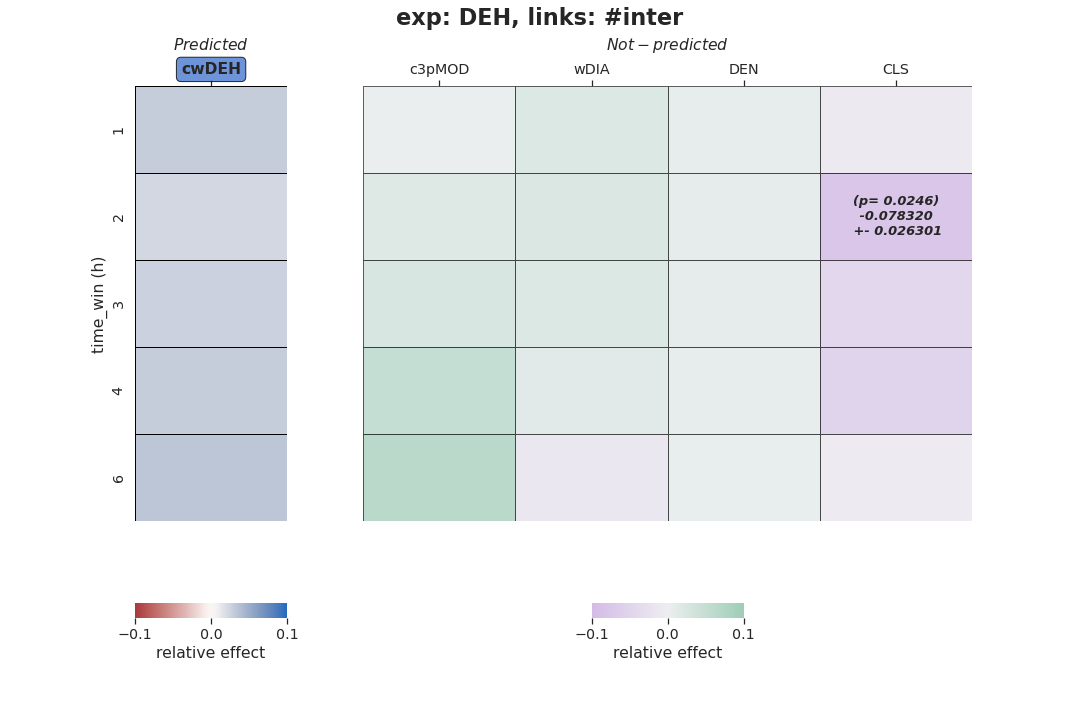 exp: DEH, links: #inter
Predicted
Not−predicted
cwDEH
c3pMOD
wDIA
DEN
CLS
time_win (h)
1
2
3
4
6
(p= 0.0246)
-0.078320
+- 0.026301
−0.1 0.0 0.1
relative effect
−0.1 0.0 0.1
relative effect